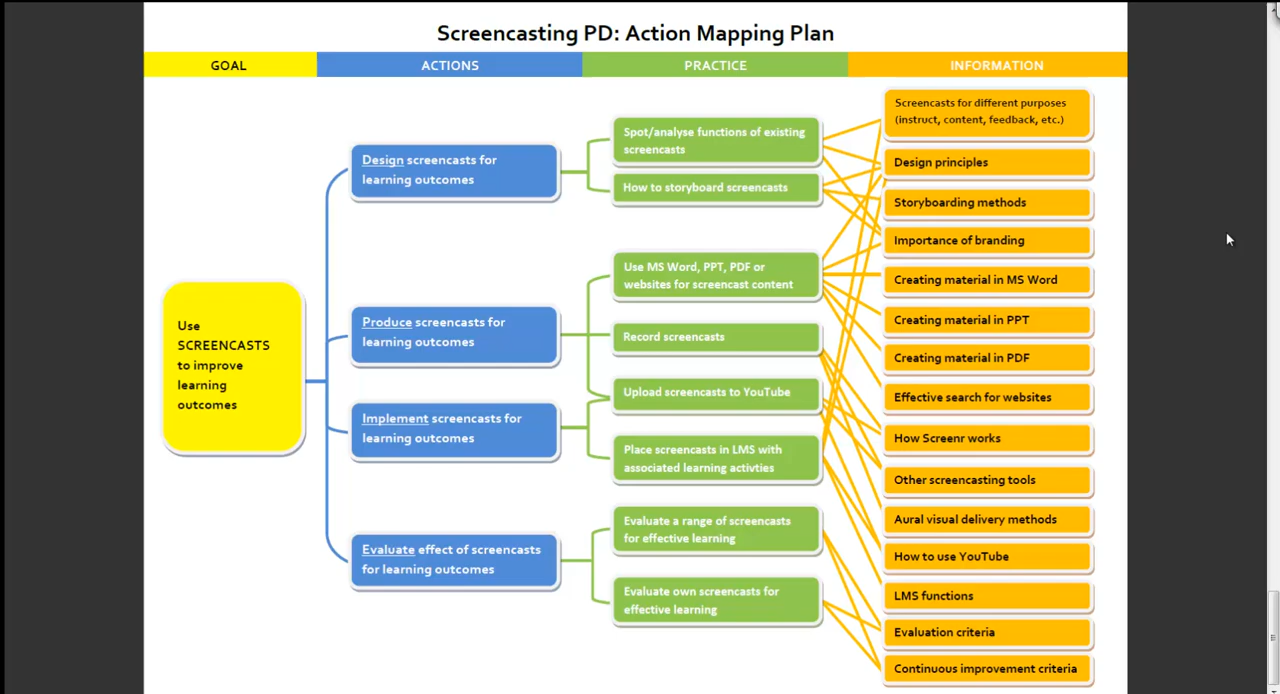 Screencasting PD: Action Mapping Plan
GOAL
ACTIONS
PRACTICE
INFORMATION
Use
SCREENCASTS
to improve
learning
outcomes
Design screencasts for
learning outcomes
Produce screencasts for
learning outcomes
Implement screencasts for
learning outcomes
Evaluate effect of screencasts
for learning outcomes
Spot/analyse functions of existing
screencasts
How to storyboard screencasts
Use MS Word, PPT, PDF or
websites for screencast content
Record screencasts
Upload screencasts to YouTube
Place screencasts in LMS with
associated learning activties
Evaluate a range of screencasts
for effective learning
Evaluate own screencasts for
effective learning
Screencasts for different purposes
(instruct, content, feedback, etc.)
Design principles
Storyboarding methods
Importance of branding
Creating material in MS Word
Creating material in PPT
Creating material in PDF
Effective search for websites
How Screenr works
Other screencasting tools
Aural visual delivery methods
How to use YouTube
LMS functions
Evaluation criteria
Continuous improvement criteria